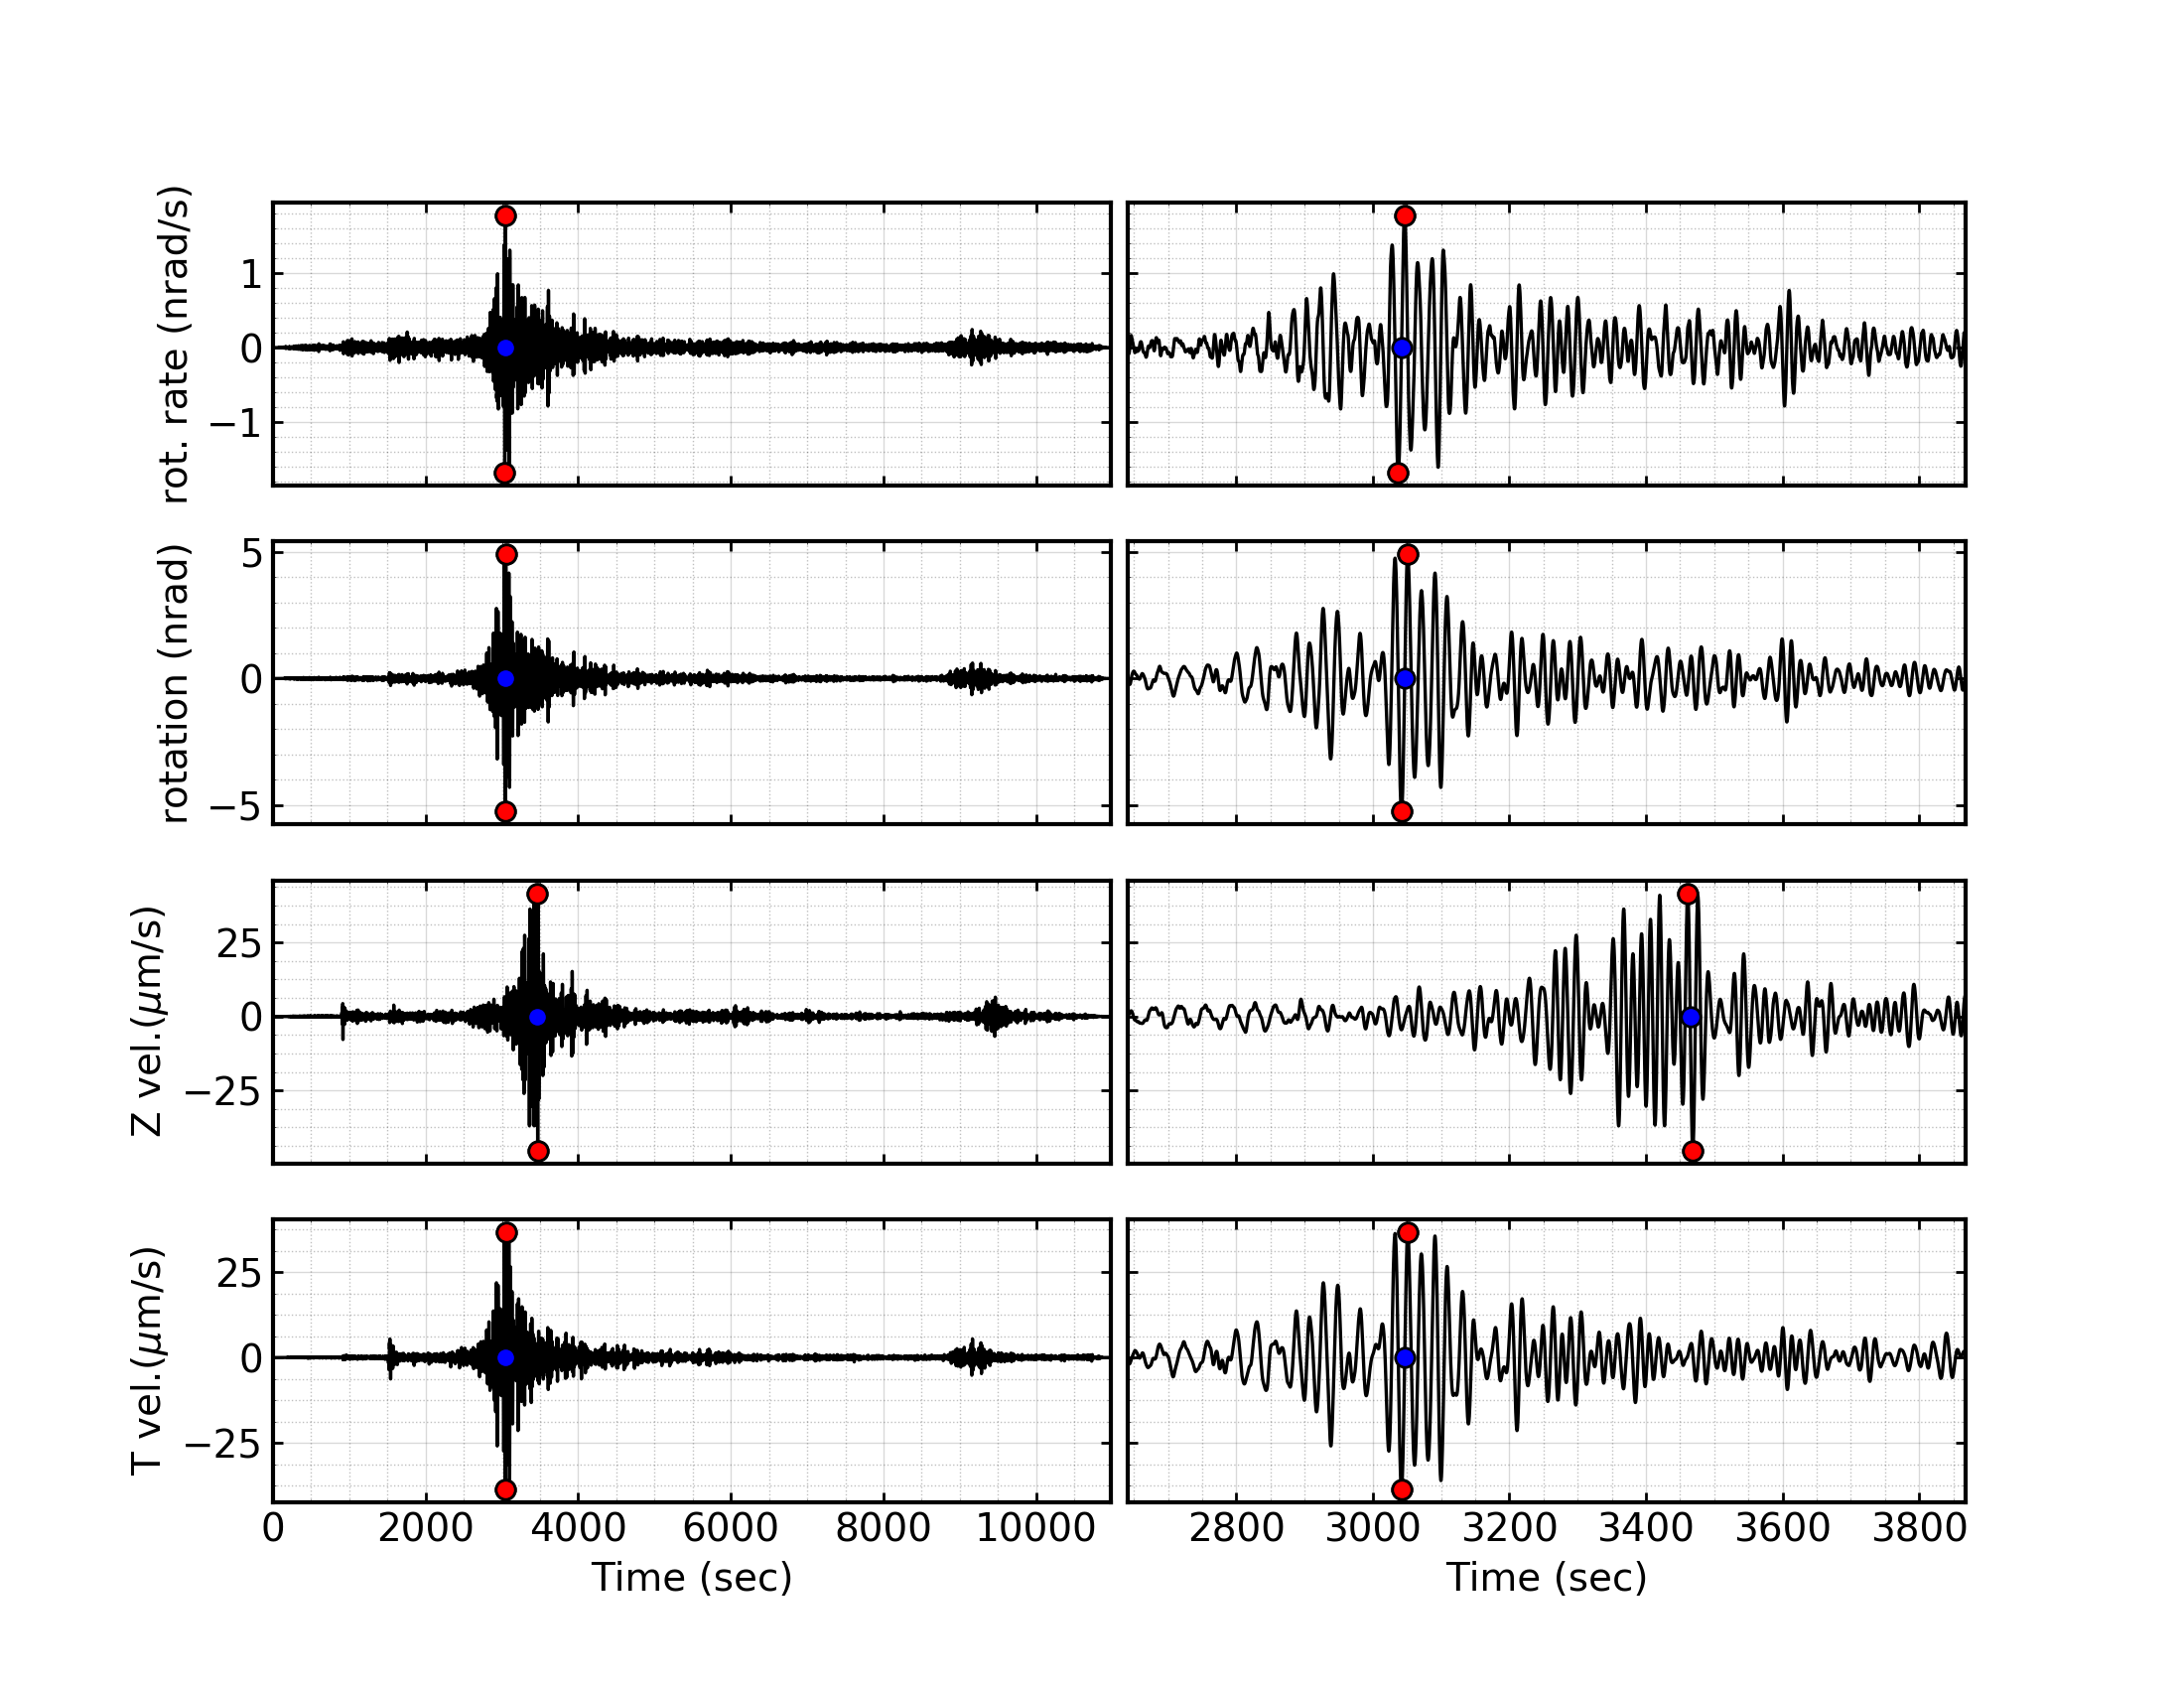 rot. rate (nrad/s)
1
0
−1
rotation (nrad)
5
0
−5
Z vel.(μm/s)
25
0
−25
T vel.(μm/s)
25
0
−25
0 2000 4000 6000 8000 10000
2800 3000 3200 3400 3600 3800
Time (sec)
Time (sec)